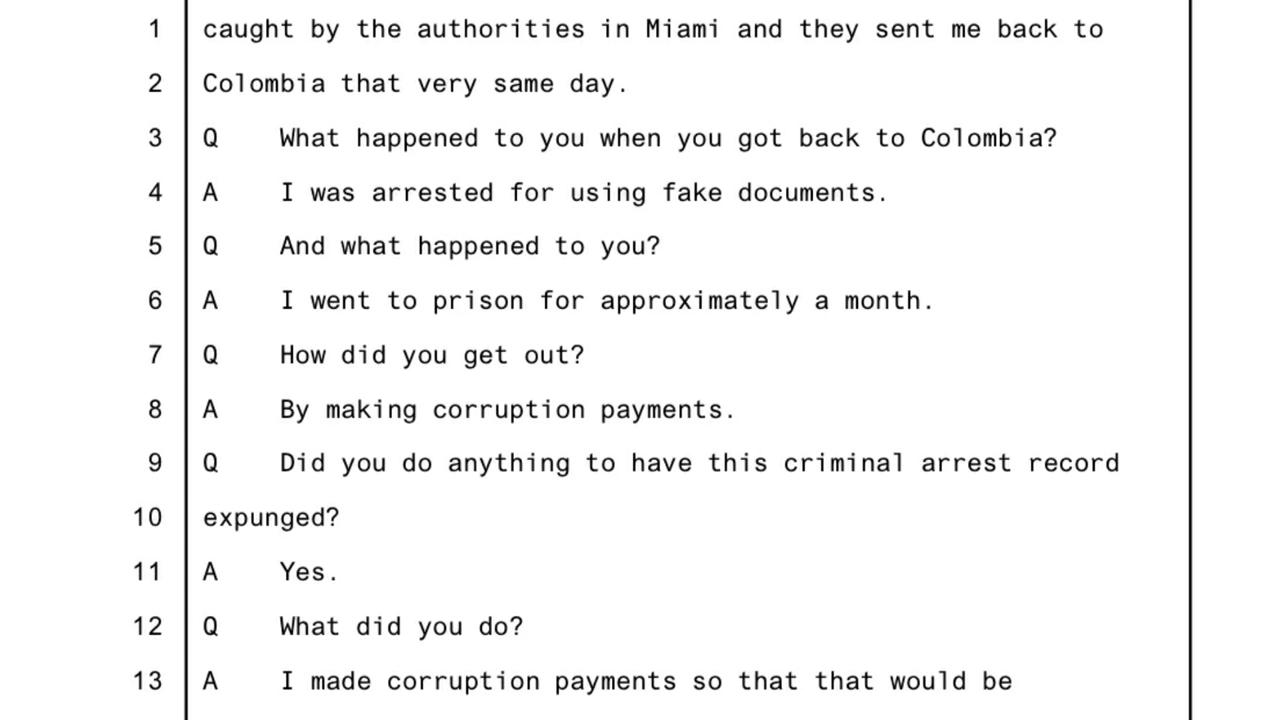 1 caught by the authorities in Miami and they sent me back to
2 Colombia that very same day.
3 Q What happened to you when you got back to Colombia?
4 A I was arrested for using fake documents.
5 Q And what happened to you?
6 A I went to prison for approximately a month.
7 Q How did you get out?
8 A By making corruption payments.
9 Q Did you do anything to have this criminal arrest record
10 expunged?
11 A Yes.
12 Q What did you do?
13 A I made corruption payments so that that would be